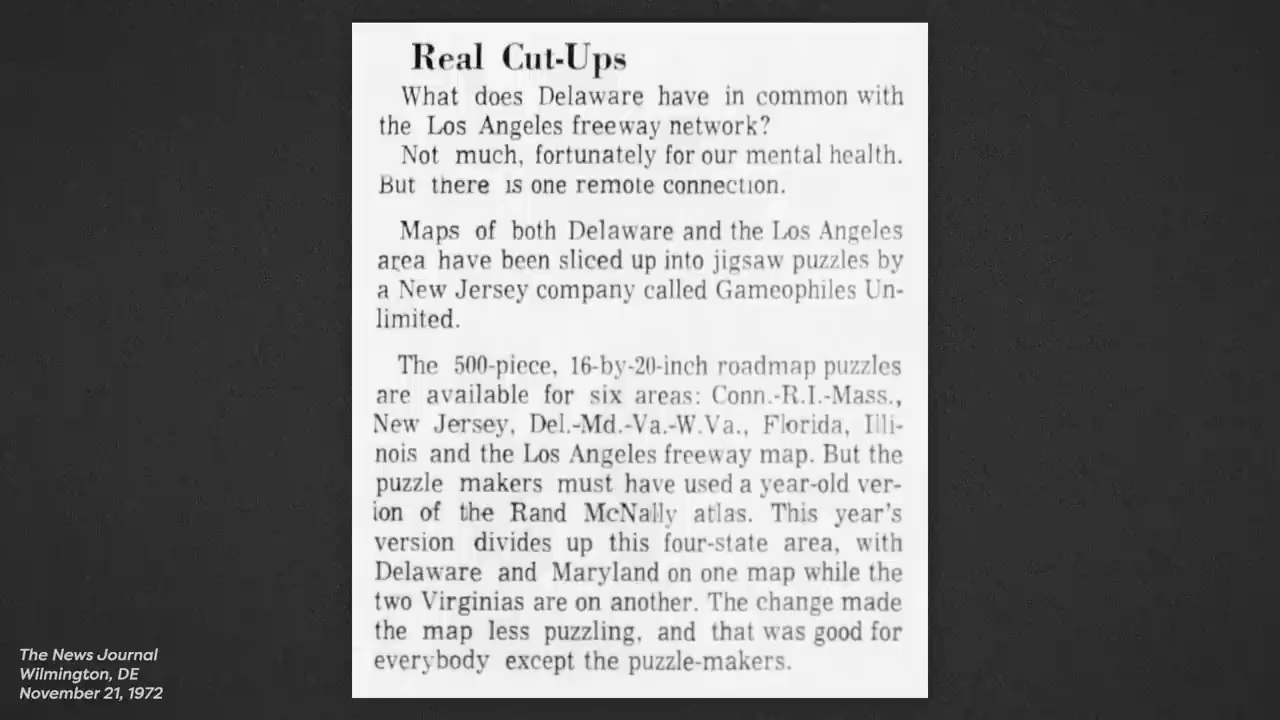 Real Cut-Ups
What does Delaware have in common with
the Los Angeles freeway network?
Not much, fortunately for our mental health.
But there is one remote connection.
Maps of both Delaware and the Los Angeles
area have been sliced up into jigsaw puzzles by
a New Jersey company called Gameophiles Un-
limited.
The 500-piece, 16-by-20-inch roadmap puzzles
are available for six areas: Conn.-R.I.-Mass.,
New Jersey, Del.-Md.-Va.-W.Va., Florida, Illi-
nois and the Los Angeles freeway map. But the
puzzle makers must have used a year-old ver-
ion of the Rand McNally atlas. This year's
version divides up this four-state area, with
Delaware and Maryland on one map while the
two Virginias are on another. The change made
the map less puzzling, and that was good for
everybody except the puzzle-makers.
The News Journal
Wilmington, DE
November 21, 1972